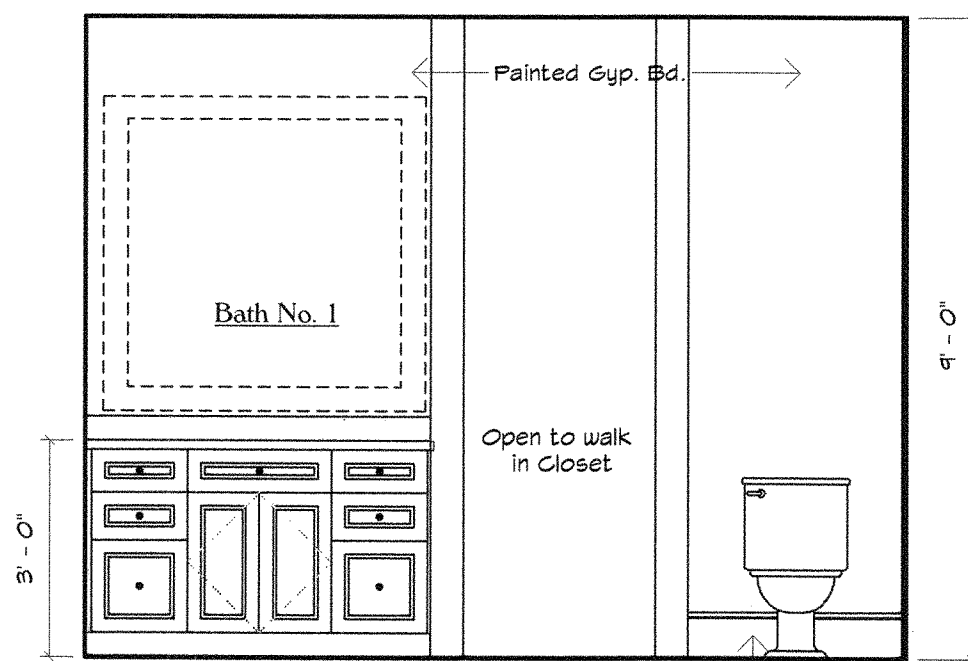 Painted Gyp. Bd.
Bath No. 1
9' - 0"
Open to walk
in Closet
3' - 0"